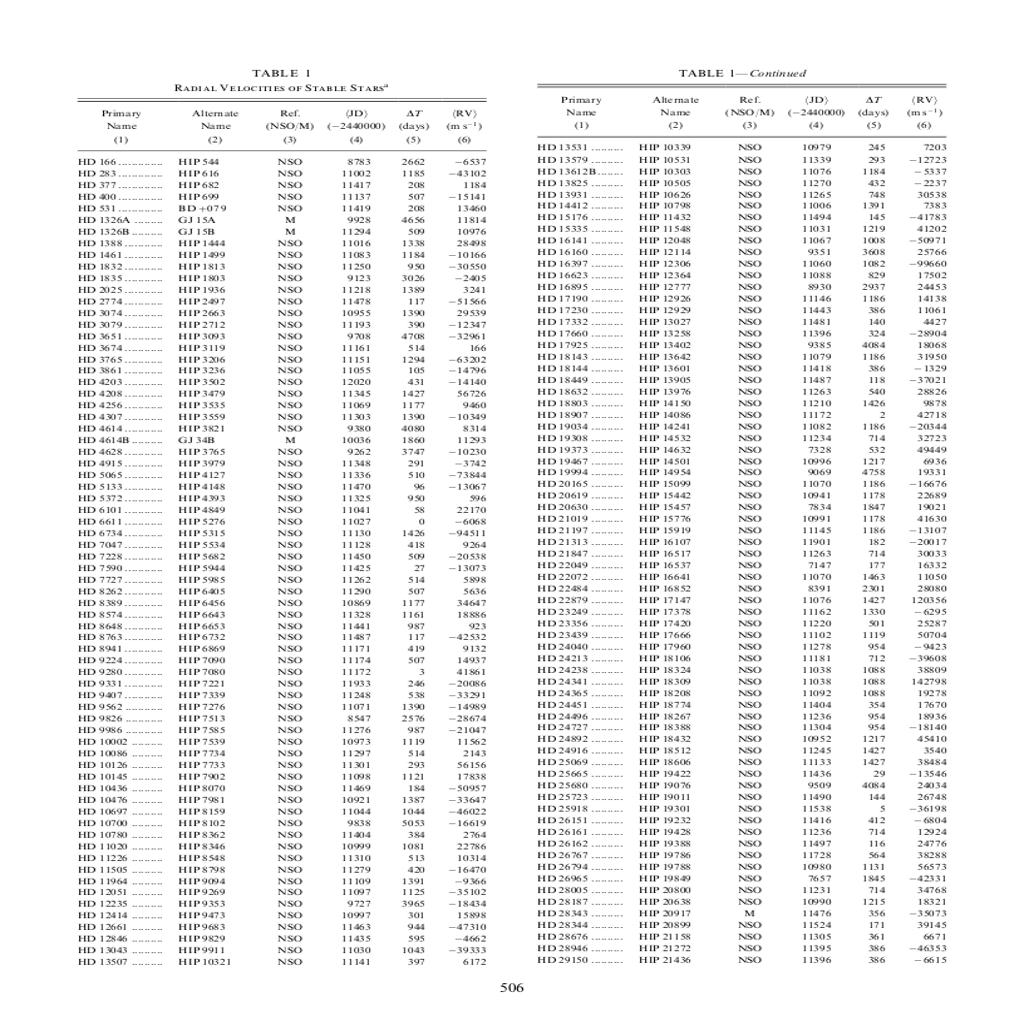 TABLE 1
RADIAL VELOCITIES OF STABLE STARSa
Primary Name (1) Alternate Name (2) Ref. (NSO/M) (3) ⟨JD⟩ (−2440000) (4) ΔT (days) (5) ⟨RV⟩ (m s−1) (6)
HD 166 .............. HIP 544 NSO 8783 2662 −6537
HD 283 .............. HIP 616 NSO 11002 1185 −43102
HD 377 .............. HIP 682 NSO 11417 208 1184
HD 400 .............. HIP 699 NSO 11137 507 −15141
HD 531 .............. BD +079 NSO 11419 208 13460
HD 1326A ......... GJ 15A M 9928 4656 11814
HD 1326B ......... GJ 15B M 11294 509 10976
HD 1388 ............ HIP 1444 NSO 11016 1338 28498
HD 1461 ............ HIP 1499 NSO 11083 1184 −10166
HD 1832 ............ HIP 1813 NSO 11250 950 −30550
HD 1835 ............ HIP 1803 NSO 9123 3026 −2405
HD 2025 ............ HIP 1936 NSO 11218 1389 3241
HD 2774 ............ HIP 2497 NSO 11478 117 −51566
HD 3074 ............ HIP 2663 NSO 10955 1390 29539
HD 3079 ............ HIP 2712 NSO 11193 390 −12347
HD 3651 ............ HIP 3093 NSO 9708 4708 −32961
HD 3674 ............ HIP 3119 NSO 11161 514 166
HD 3765 ............ HIP 3206 NSO 11151 1294 −63202
HD 3861 ............ HIP 3236 NSO 11055 105 −14796
HD 4203 ............ HIP 3502 NSO 12020 431 −14140
HD 4208 ............ HIP 3479 NSO 11345 1427 56726
HD 4256 ............ HIP 3535 NSO 11069 1177 9460
HD 4307 ............ HIP 3559 NSO 11303 1390 −10349
HD 4614 ............ HIP 3821 NSO 9380 4080 8314
HD 4614B .......... GJ 34B M 10036 1860 11293
HD 4628 ............ HIP 3765 NSO 9262 3747 −10230
HD 4915 ............ HIP 3979 NSO 11348 291 −3742
HD 5065 ............ HIP 4127 NSO 11336 510 −73844
HD 5133 ............ HIP 4148 NSO 11470 96 −13067
HD 5372 ............ HIP 4393 NSO 11325 950 596
HD 6101 ............ HIP 4849 NSO 11041 58 22170
HD 6611 ............ HIP 5276 NSO 11027 0 −6068
HD 6734 ............ HIP 5315 NSO 11130 1426 −94511
HD 7047 ............ HIP 5534 NSO 11128 418 9264
HD 7228 ............ HIP 5682 NSO 11450 509 −20538
HD 7590 ............ HIP 5944 NSO 11425 27 −13073
HD 7727 ............ HIP 5985 NSO 11262 514 5898
HD 8262 ............ HIP 6405 NSO 11290 507 5636
HD 8389 ............ HIP 6456 NSO 10869 1177 34647
HD 8574 ............ HIP 6643 NSO 11328 1161 18886
HD 8648 ............ HIP 6653 NSO 11441 987 923
HD 8763 ............ HIP 6732 NSO 11487 117 −42532
HD 8941 ............ HIP 6869 NSO 11171 419 9132
HD 9224 ............ HIP 7090 NSO 11174 507 14937
HD 9280 ............ HIP 7080 NSO 11172 3 41861
HD 9331 ............ HIP 7221 NSO 11933 246 −20086
HD 9407 ............ HIP 7339 NSO 11248 538 −33291
HD 9562 ............ HIP 7276 NSO 11071 1390 −14989
HD 9826 ............ HIP 7513 NSO 8547 2576 −28674
HD 9986 ............ HIP 7585 NSO 11276 987 −21047
HD 10002 .......... HIP 7539 NSO 10973 1119 11562
HD 10086 .......... HIP 7734 NSO 11297 514 2143
HD 10126 .......... HIP 7733 NSO 11301 293 56156
HD 10145 .......... HIP 7902 NSO 11098 1121 17838
HD 10436 .......... HIP 8070 NSO 11469 184 −50957
HD 10476 .......... HIP 7981 NSO 10921 1387 −33647
HD 10697 .......... HIP 8159 NSO 11044 1044 −46022
HD 10700 .......... HIP 8102 NSO 9838 5053 −16619
HD 10780 .......... HIP 8362 NSO 11404 384 2764
HD 11020 .......... HIP 8346 NSO 10999 1081 22786
HD 11226 .......... HIP 8548 NSO 11310 513 10314
HD 11505 .......... HIP 8798 NSO 11279 420 −16470
HD 11964 .......... HIP 9094 NSO 11109 1391 −9366
HD 12051 .......... HIP 9269 NSO 11097 1125 −35102
HD 12235 .......... HIP 9353 NSO 9727 3965 −18434
HD 12414 .......... HIP 9473 NSO 10997 301 15898
HD 12661 .......... HIP 9683 NSO 11463 944 −47310
HD 12846 .......... HIP 9829 NSO 11435 595 −4662
HD 13043 .......... HIP 9911 NSO 11030 1043 −39333
HD 13507 .......... HIP 10321 NSO 11141 397 6172
TABLE 1—Continued
Primary Name (1) Alternate Name (2) Ref. (NSO/M) (3) ⟨JD⟩ (−2440000) (4) ΔT (days) (5) ⟨RV⟩ (m s−1) (6)
HD 13531 .......... HIP 10339 NSO 10979 245 7203
HD 13579 .......... HIP 10531 NSO 11339 293 −12723
HD 13612B........ HIP 10303 NSO 11076 1184 −5337
HD 13825 .......... HIP 10505 NSO 11270 432 −2237
HD 13931 .......... HIP 10626 NSO 11265 748 30538
HD 14412 .......... HIP 10798 NSO 11006 1391 7383
HD 15176 .......... HIP 11432 NSO 11494 145 −41783
HD 15335 .......... HIP 11548 NSO 11031 1219 41202
HD 16141 .......... HIP 12048 NSO 11067 1008 −50971
HD 16160 .......... HIP 12114 NSO 9351 3608 25766
HD 16397 .......... HIP 12306 NSO 11060 1082 −99660
HD 16623 .......... HIP 12364 NSO 11088 829 17502
HD 16895 .......... HIP 12777 NSO 8930 2937 24453
HD 17190 .......... HIP 12926 NSO 11146 1186 14138
HD 17230 .......... HIP 12929 NSO 11443 386 11061
HD 17332 .......... HIP 13027 NSO 11481 140 4427
HD 17660 .......... HIP 13258 NSO 11396 324 −28904
HD 17925 .......... HIP 13402 NSO 9385 4084 18068
HD 18143 .......... HIP 13642 NSO 11079 1186 31950
HD 18144 .......... HIP 13601 NSO 11418 386 −1329
HD 18449 .......... HIP 13905 NSO 11487 118 −37021
HD 18632 .......... HIP 13976 NSO 11263 540 28826
HD 18803 .......... HIP 14150 NSO 11210 1426 9878
HD 18907 .......... HIP 14086 NSO 11172 2 42718
HD 19034 .......... HIP 14241 NSO 11082 1186 −20344
HD 19308 .......... HIP 14532 NSO 11234 714 32723
HD 19373 .......... HIP 14632 NSO 7328 532 49449
HD 19467 .......... HIP 14501 NSO 10996 1217 6936
HD 19994 .......... HIP 14954 NSO 9069 4758 19331
HD 20165 .......... HIP 15099 NSO 11070 1186 −16676
HD 20619 .......... HIP 15442 NSO 10941 1178 22689
HD 20630 .......... HIP 15457 NSO 7834 1847 19021
HD 21019 .......... HIP 15776 NSO 10991 1178 41630
HD 21197 .......... HIP 15919 NSO 11145 1186 −13107
HD 21313 .......... HIP 16107 NSO 11901 182 −20017
HD 21847 .......... HIP 16517 NSO 11263 714 30033
HD 22049 .......... HIP 16537 NSO 7147 177 16332
HD 22072 .......... HIP 16641 NSO 11070 1463 11050
HD 22484 .......... HIP 16852 NSO 8391 2301 28080
HD 22879 .......... HIP 17147 NSO 11076 1427 120356
HD 23249 .......... HIP 17378 NSO 11162 1330 −6295
HD 23356 .......... HIP 17420 NSO 11220 501 25287
HD 23439 .......... HIP 17666 NSO 11102 1119 50704
HD 24040 .......... HIP 17960 NSO 11278 954 −9423
HD 24213 .......... HIP 18106 NSO 11181 712 −39608
HD 24238 .......... HIP 18324 NSO 11038 1088 38809
HD 24341 .......... HIP 18309 NSO 11038 1088 142798
HD 24365 .......... HIP 18208 NSO 11092 1088 19278
HD 24451 .......... HIP 18774 NSO 11404 354 17670
HD 24496 .......... HIP 18267 NSO 11236 954 18936
HD 24727 .......... HIP 18388 NSO 11304 954 −18140
HD 24892 .......... HIP 18432 NSO 10952 1217 45410
HD 24916 .......... HIP 18512 NSO 11245 1427 3540
HD 25069 .......... HIP 18606 NSO 11133 1427 38484
HD 25665 .......... HIP 19422 NSO 11436 29 −13546
HD 25680 .......... HIP 19076 NSO 9509 4084 24034
HD 25723 .......... HIP 19011 NSO 11490 144 26748
HD 25918 .......... HIP 19301 NSO 11538 5 −36198
HD 26151 .......... HIP 19232 NSO 11416 412 −6804
HD 26161 .......... HIP 19428 NSO 11236 714 12924
HD 26162 .......... HIP 19388 NSO 11497 116 24776
HD 26767 .......... HIP 19786 NSO 11728 564 38288
HD 26794 .......... HIP 19788 NSO 10980 1131 56573
HD 26965 .......... HIP 19849 NSO 7657 1845 −42331
HD 28005 .......... HIP 20800 NSO 11231 714 34768
HD 28187 .......... HIP 20638 NSO 10990 1215 18321
HD 28343 .......... HIP 20917 M 11476 356 −35073
HD 28344 .......... HIP 20899 NSO 11524 171 39145
HD 28676 .......... HIP 21158 NSO 11305 361 6671
HD 28946 .......... HIP 21272 NSO 11395 386 −46353
HD 29150 .......... HIP 21436 NSO 11396 386 −6615
506